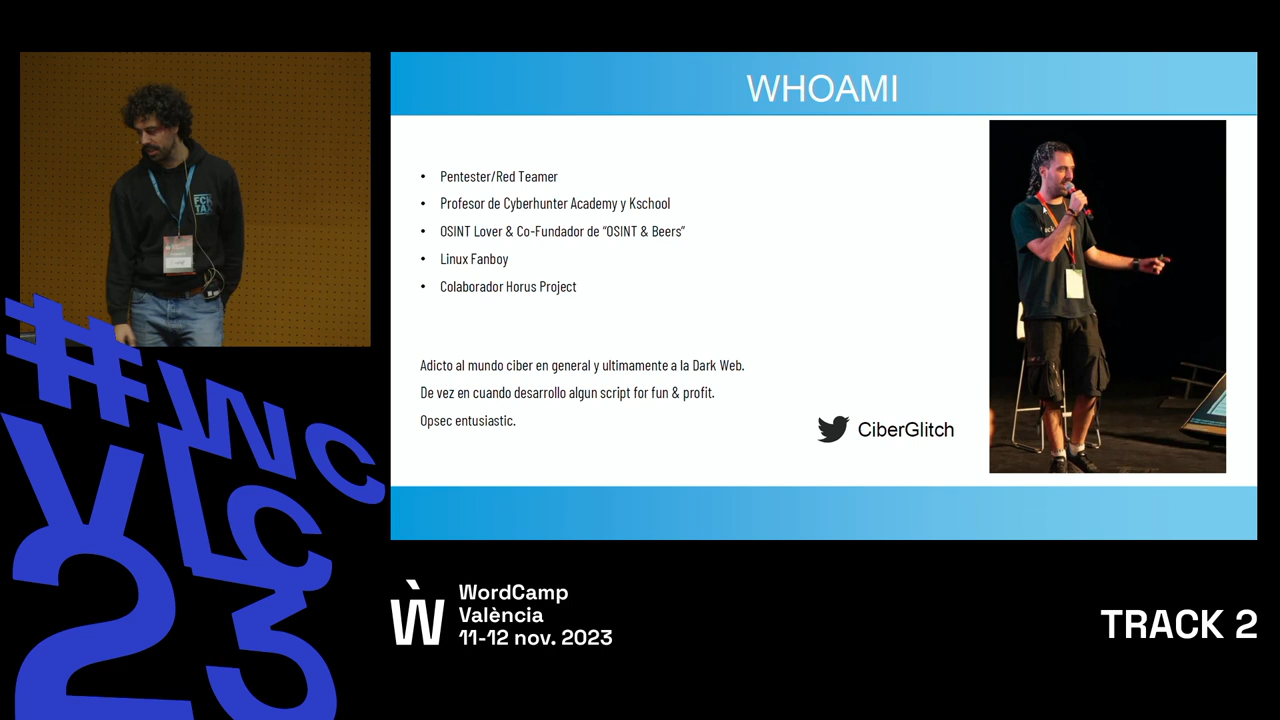 WHOAMI
• Pentester/Red Teamer
• Profesor de Cyberhunter Academy y Kschool
• OSINT Lover & Co-Fundador de “OSINT & Beers”
• Linux Fanboy
• Colaborador Horus Project
Adicto al mundo ciber en general y ultimamente a la Dark Web.
De vez en cuando desarrollo algun script for fun & profit.
Opsec entusiastic.
CiberGlitch
FCK
TAX
#WC
VLC
23
Ẁ
WordCamp
València
11-12 nov. 2023
TRACK 2